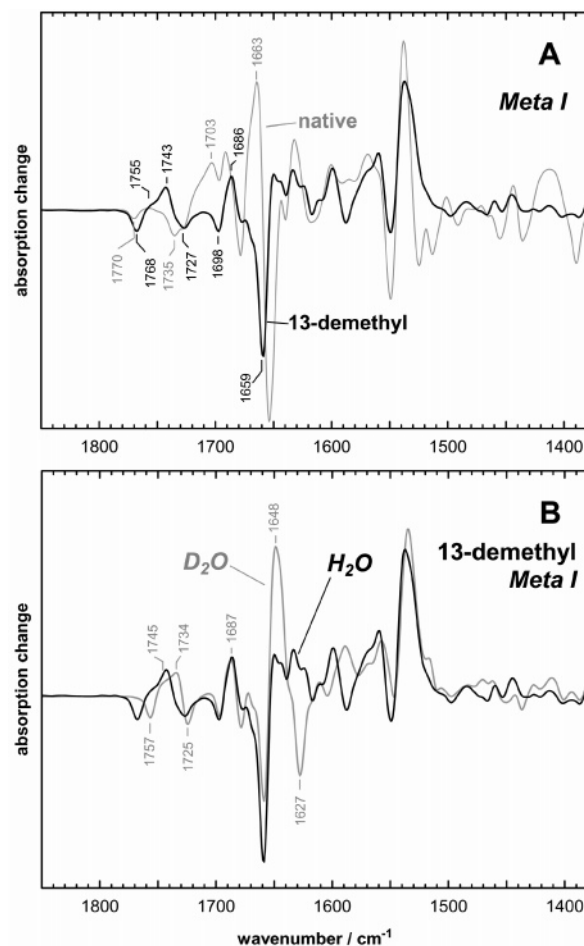 A
Meta I
1663
native
1703
1686
1743
1755
1770
1768
1735
1727
1698
13-demethyl
1659
absorption change
1800 1700 1600 1500 1400
B
13-demethyl
Meta I
1648
D2O
H2O
1745
1734
1687
1757
1725
1627
absorption change
1800 1700 1600 1500 1400
wavenumber / cm-1